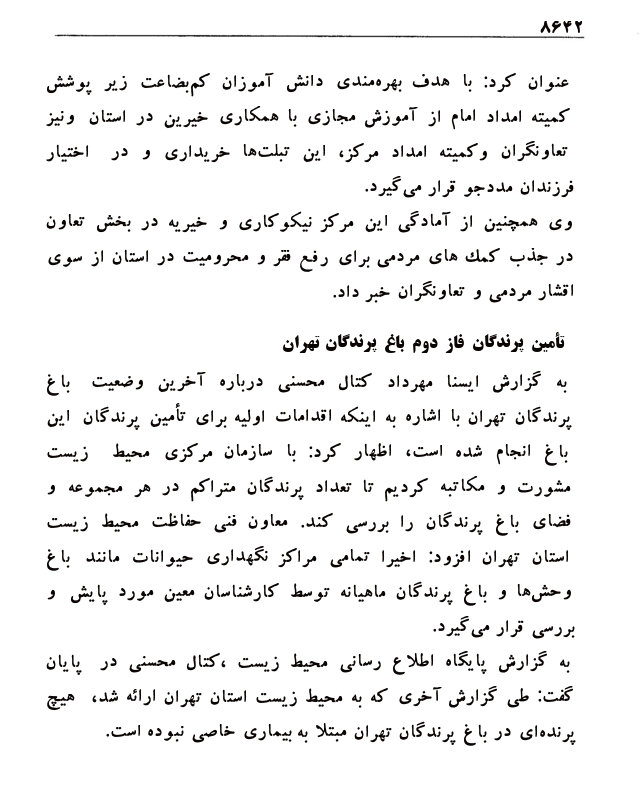 ۸۶۴۲
عنوان کرد: با هدف بهره‌مندی دانش آموزان کم‌بضاعت زیر پوشش
کمیته امداد امام از آموزش مجازی با همکاری خیرین در استان ونیز
تعاونگران وکمیته امداد مرکز، این تبلت‌ها خریداری و در اختیار
فرزندان مددجو قرار می‌گیرد.
وی همچنین از آمادگی این مرکز نیکوکاری و خیریه در بخش تعاون
در جذب کمك های مردمی برای رفع فقر و محرومیت در استان از سوی
اقشار مردمی و تعاونگران خبر داد.
تأمین پرندگان فاز دوم باغ پرندگان تهران
به گزارش ایسنا مهرداد کتال محسنی درباره آخرین وضعیت باغ
پرندگان تهران با اشاره به اینکه اقدامات اولیه برای تأمین پرندگان این
باغ انجام شده است، اظهار کرد: با سازمان مرکزی محیط زیست
مشورت و مکاتبه کردیم تا تعداد پرندگان متراکم در هر مجموعه و
فضای باغ پرندگان را بررسی کند. معاون فنی حفاظت محیط زیست
استان تهران افزود: اخیرا تمامی مراکز نگهداری حیوانات مانند باغ
وحش‌ها و باغ پرندگان ماهیانه توسط کارشناسان معین مورد پایش و
بررسی قرار می‌گیرد.
به گزارش پایگاه اطلاع رسانی محیط زیست ،کتال محسنی در پایان
گفت: طی گزارش آخری که به محیط زیست استان تهران ارائه شد، هیچ
پرنده‌ای در باغ پرندگان تهران مبتلا به بیماری خاصی نبوده است.